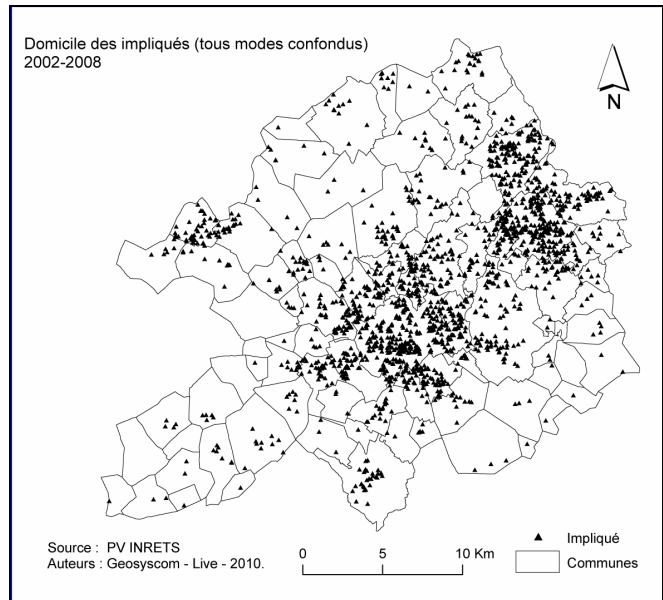 Domicile des impliqués (tous modes confondus)
2002-2008
N
Source : PV INRETS
Auteurs : Geosyscom - Live - 2010.
0 5 10 Km
Impliqué
Communes